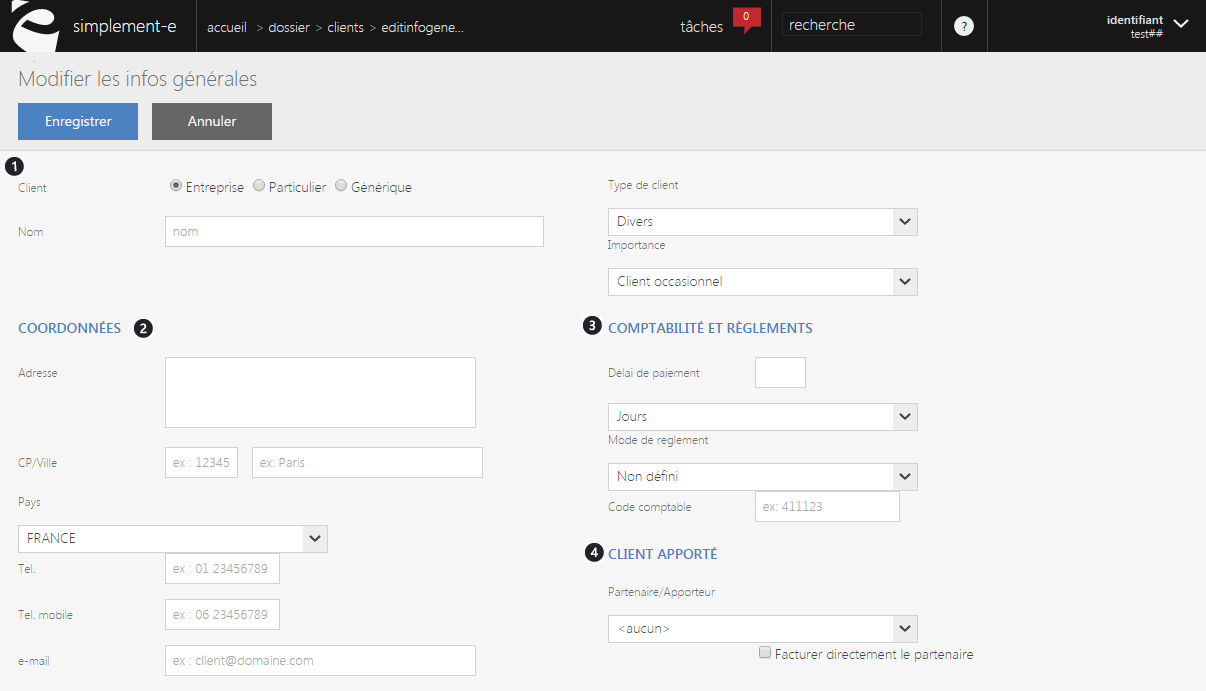 simplement-e
accueil > dossier > clients > editinfogene...
tâches
0
recherche
?
identifiant
test##
Modifier les infos générales
Enregistrer
Annuler
1
Client
Entreprise
Particulier
Générique
Nom
nom
Type de client
Divers
Importance
Client occasionnel
COORDONNÉES
2
Adresse
CP/Ville
ex : 12345
ex: Paris
Pays
FRANCE
Tel.
ex : 01 23456789
Tel. mobile
ex : 06 23456789
e-mail
ex : client@domaine.com
3
COMPTABILITÉ ET RÈGLEMENTS
Délai de paiement
Jours
Mode de règlement
Non défini
Code comptable
ex: 411123
4
CLIENT APPORTÉ
Partenaire/Apporteur
<aucun>
Facturer directement le partenaire